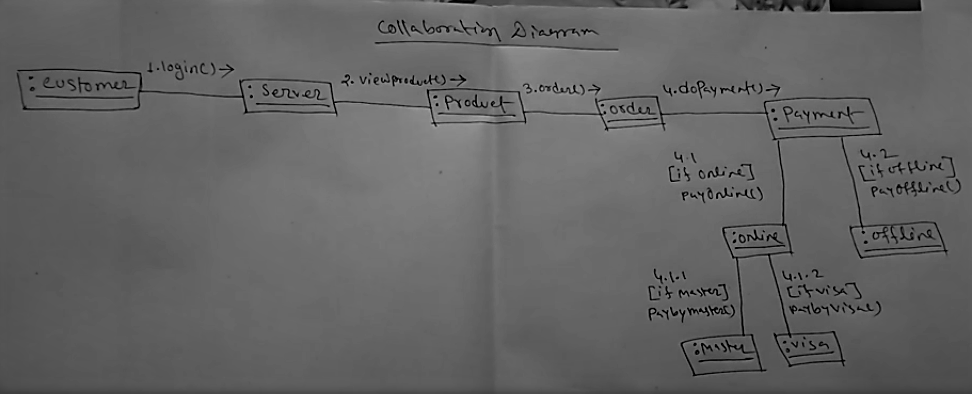 Collaboration Diagram
:Customer
1.login() →
:Server
2. viewproduct() →
:Product
3.order() →
:order
4.doPayment() →
:Payment
4.1
[if online]
payOnline()
4.2
[if offline]
payOffline()
:online
:offline
4.1.1
[if Master]
Paybymaster()
4.1.2
[if visa]
Paybyvisa()
:Master
:visa